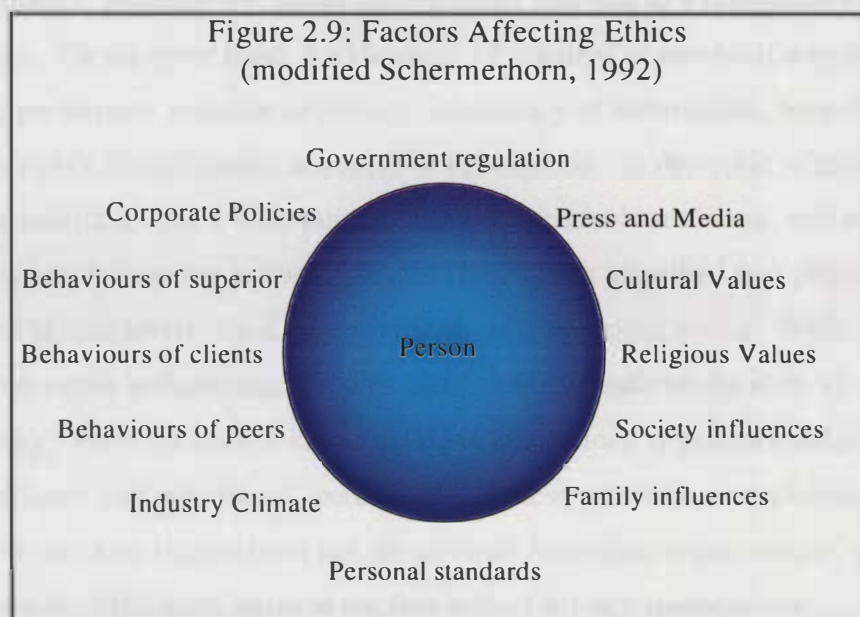 Figure 2.9: Factors Affecting Ethics
(modified Schermerhorn, 1992)
Government regulation
Corporate Policies
Press and Media
Behaviours of superior
Cultural Values
Behaviours of clients
Person
Religious Values
Behaviours of peers
Society influences
Industry Climate
Family influences
Personal standards